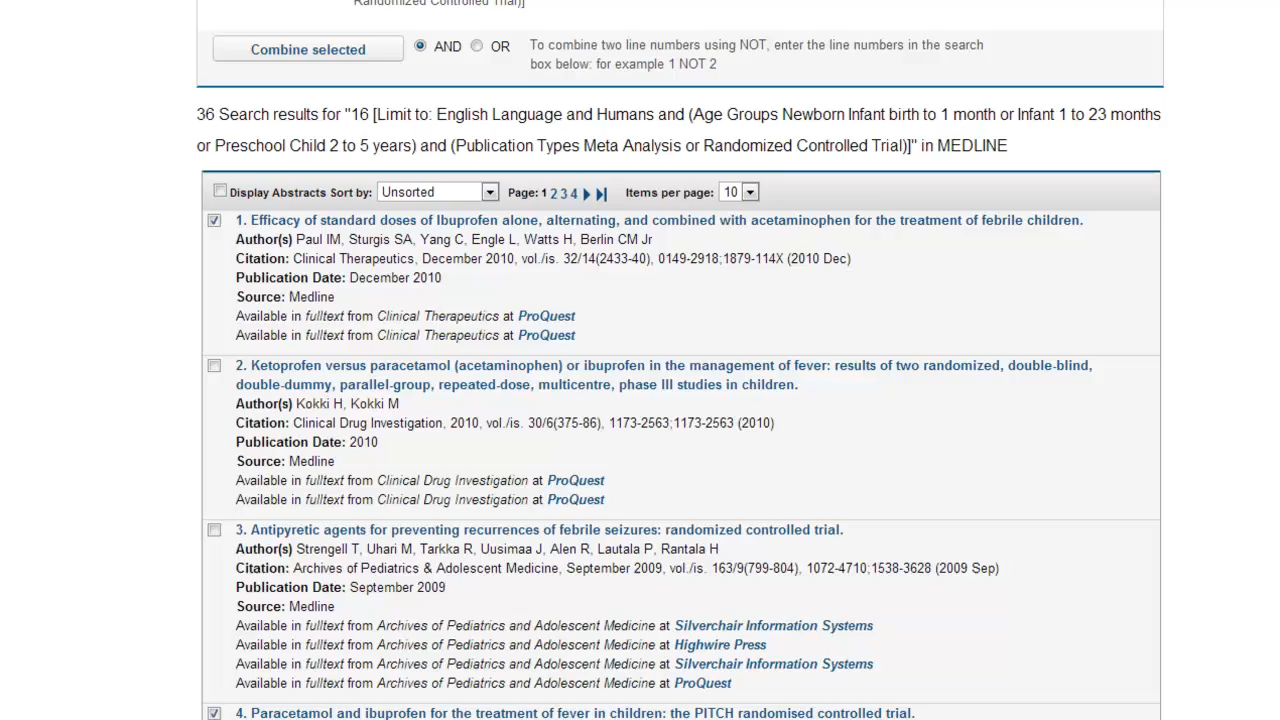 Randomized Controlled Trial)]
Combine selected AND OR To combine two line numbers using NOT, enter the line numbers in the search
box below: for example 1 NOT 2
36 Search results for "16 [Limit to: English Language and Humans and (Age Groups Newborn Infant birth to 1 month or Infant 1 to 23 months
or Preschool Child 2 to 5 years) and (Publication Types Meta Analysis or Randomized Controlled Trial)]" in MEDLINE
Display Abstracts Sort by: Unsorted Page: 1 2 3 4 Items per page: 10
1. Efficacy of standard doses of Ibuprofen alone, alternating, and combined with acetaminophen for the treatment of febrile children.
Author(s) Paul IM, Sturgis SA, Yang C, Engle L, Watts H, Berlin CM Jr
Citation: Clinical Therapeutics, December 2010, vol./is. 32/14(2433-40), 0149-2918;1879-114X (2010 Dec)
Publication Date: December 2010
Source: Medline
Available in fulltext from Clinical Therapeutics at ProQuest
Available in fulltext from Clinical Therapeutics at ProQuest
2. Ketoprofen versus paracetamol (acetaminophen) or ibuprofen in the management of fever: results of two randomized, double-blind,
double-dummy, parallel-group, repeated-dose, multicentre, phase III studies in children.
Author(s) Kokki H, Kokki M
Citation: Clinical Drug Investigation, 2010, vol./is. 30/6(375-86), 1173-2563;1173-2563 (2010)
Publication Date: 2010
Source: Medline
Available in fulltext from Clinical Drug Investigation at ProQuest
Available in fulltext from Clinical Drug Investigation at ProQuest
3. Antipyretic agents for preventing recurrences of febrile seizures: randomized controlled trial.
Author(s) Strengell T, Uhari M, Tarkka R, Uusimaa J, Alen R, Lautala P, Rantala H
Citation: Archives of Pediatrics & Adolescent Medicine, September 2009, vol./is. 163/9(799-804), 1072-4710;1538-3628 (2009 Sep)
Publication Date: September 2009
Source: Medline
Available in fulltext from Archives of Pediatrics and Adolescent Medicine at Silverchair Information Systems
Available in fulltext from Archives of Pediatrics and Adolescent Medicine at Highwire Press
Available in fulltext from Archives of Pediatrics and Adolescent Medicine at Silverchair Information Systems
Available in fulltext from Archives of Pediatrics and Adolescent Medicine at ProQuest
4. Paracetamol and ibuprofen for the treatment of fever in children: the PITCH randomised controlled trial.